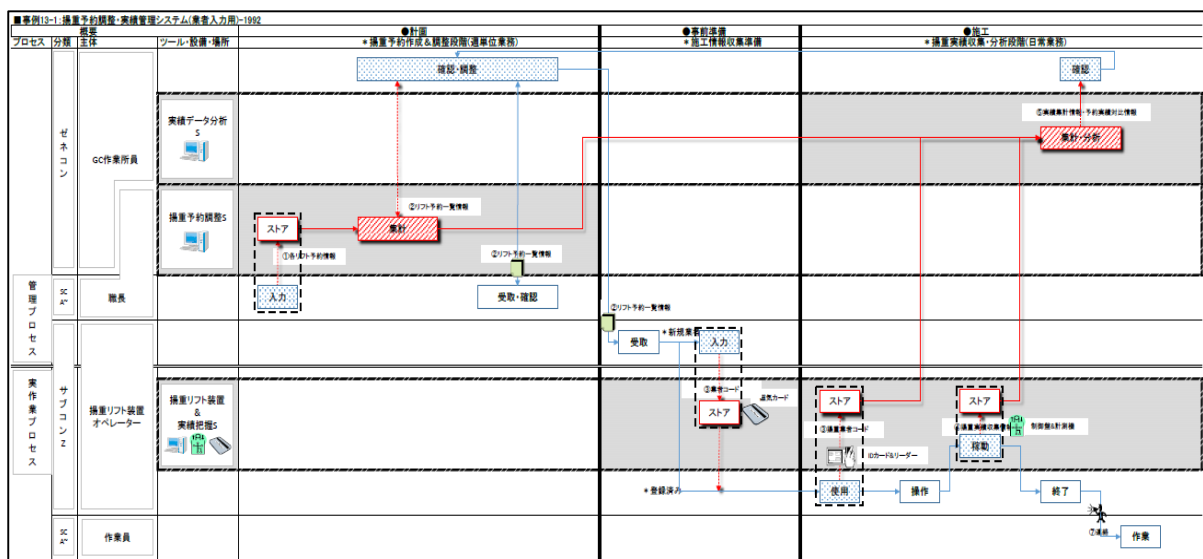 ■事例13-1:揚重予約調整・実績管理システム(業者入力用)-1992
概要
●計画
●事前準備
●施工
プロセス
分類
主体
ツール・設備・場所
*揚重予約作成&調整段階(週単位業務)
*施工情報収集準備
*揚重実績収集・分析段階(日常業務)
確認・調整
確認
ゼネコン
GC作業所員
実績データ分析
S
⑤実績集計情報・予約実績対比情報
集計・分析
揚重予約調整S
②リフト予約一覧情報
ストア
集計
①各リフト予約情報
②リフト予約一覧情報
管理プロセス
SC
A~
職長
入力
受取・確認
②リフト予約一覧情報
*新規業者
受取
入力
実作業プロセス
サブコンZ
揚重リフト装置
オペレーター
揚重リフト装置
&
実績把握S
③業者コード
磁気カード
ストア
ストア
ストア
③揚重業者コード
④揚重実績収集情報
制御盤&計測機
稼動
IDカード&リーダー
*登録済み
使用
操作
終了
⑦連絡
SC
A~
作業員
作業